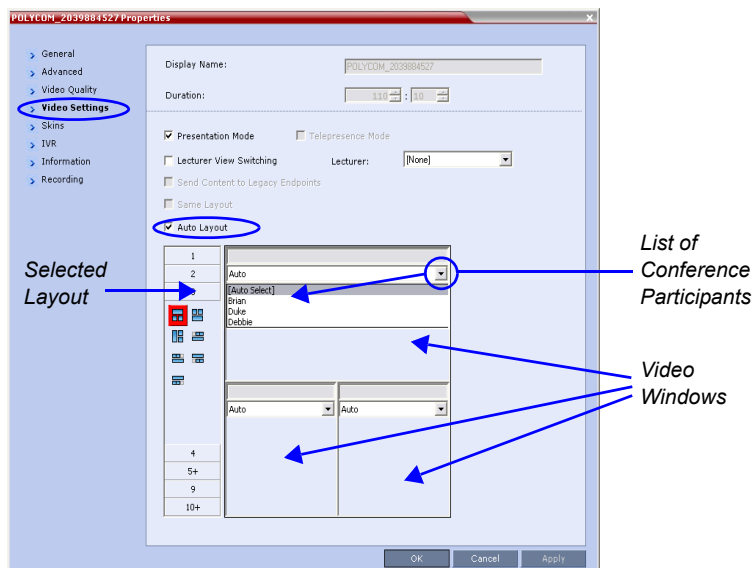 POLYCOM_2039884527 Properties
General
Advanced
Video Quality
Video Settings
Skins
IVR
Information
Recording
Display Name: POLYCOM_2039884527
Duration: 110 : 10
Presentation Mode Telepresence Mode
Lecturer View Switching Lecturer: [None]
Send Content to Legacy Endpoints
Same Layout
Auto Layout
1
2
Auto
[Auto Select]
Brian
Duke
Debbie
Auto Auto
4
5+
9
10+
OK Cancel Apply
Selected
Layout
List of
Conference
Participants
Video
Windows